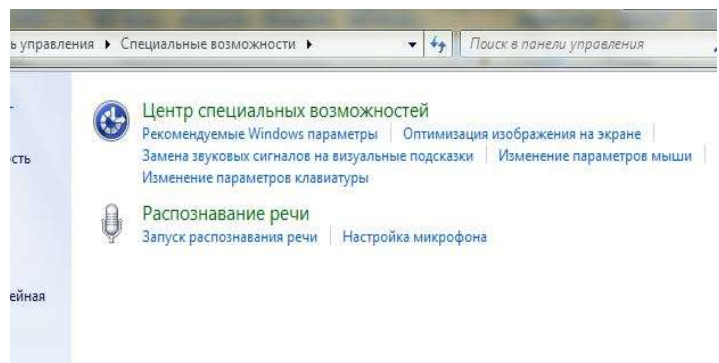 ь управления ▸ Специальные возможности ▸
Поиск в панели управления
Центр специальных возможностей
Рекомендуемые Windows параметры | Оптимизация изображения на экране |
Замена звуковых сигналов на визуальные подсказки | Изменение параметров мыши |
Изменение параметров клавиатуры
ость
Распознавание речи
Запуск распознавания речи | Настройка микрофона
ейная